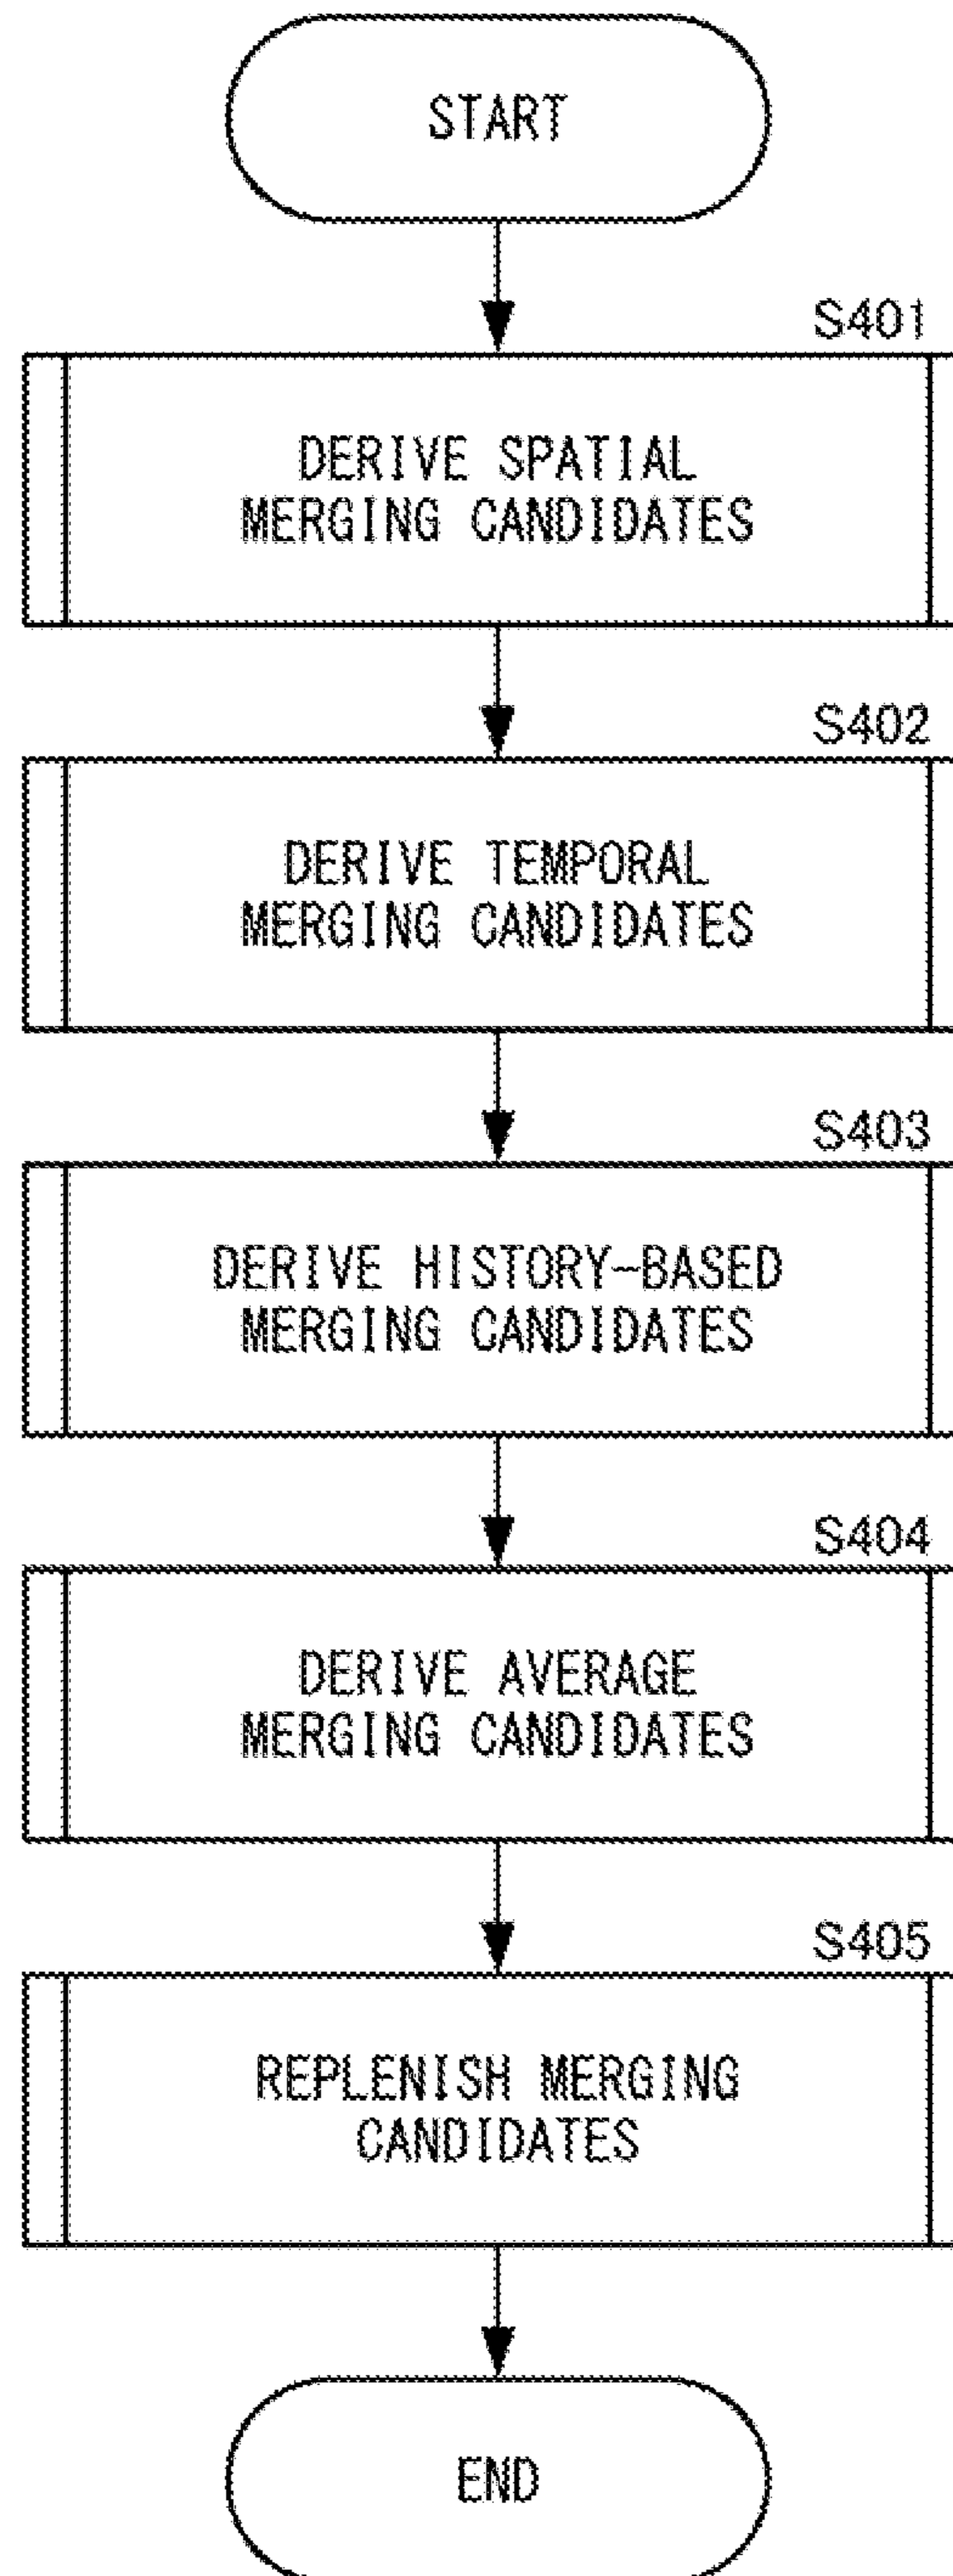 START
S401
DERIVE SPATIAL
MERGING CANDIDATES
S402
DERIVE TEMPORAL
MERGING CANDIDATES
S403
DERIVE HISTORY-BASED
MERGING CANDIDATES
S404
DERIVE AVERAGE
MERGING CANDIDATES
S405
REPLENISH MERGING
CANDIDATES
END